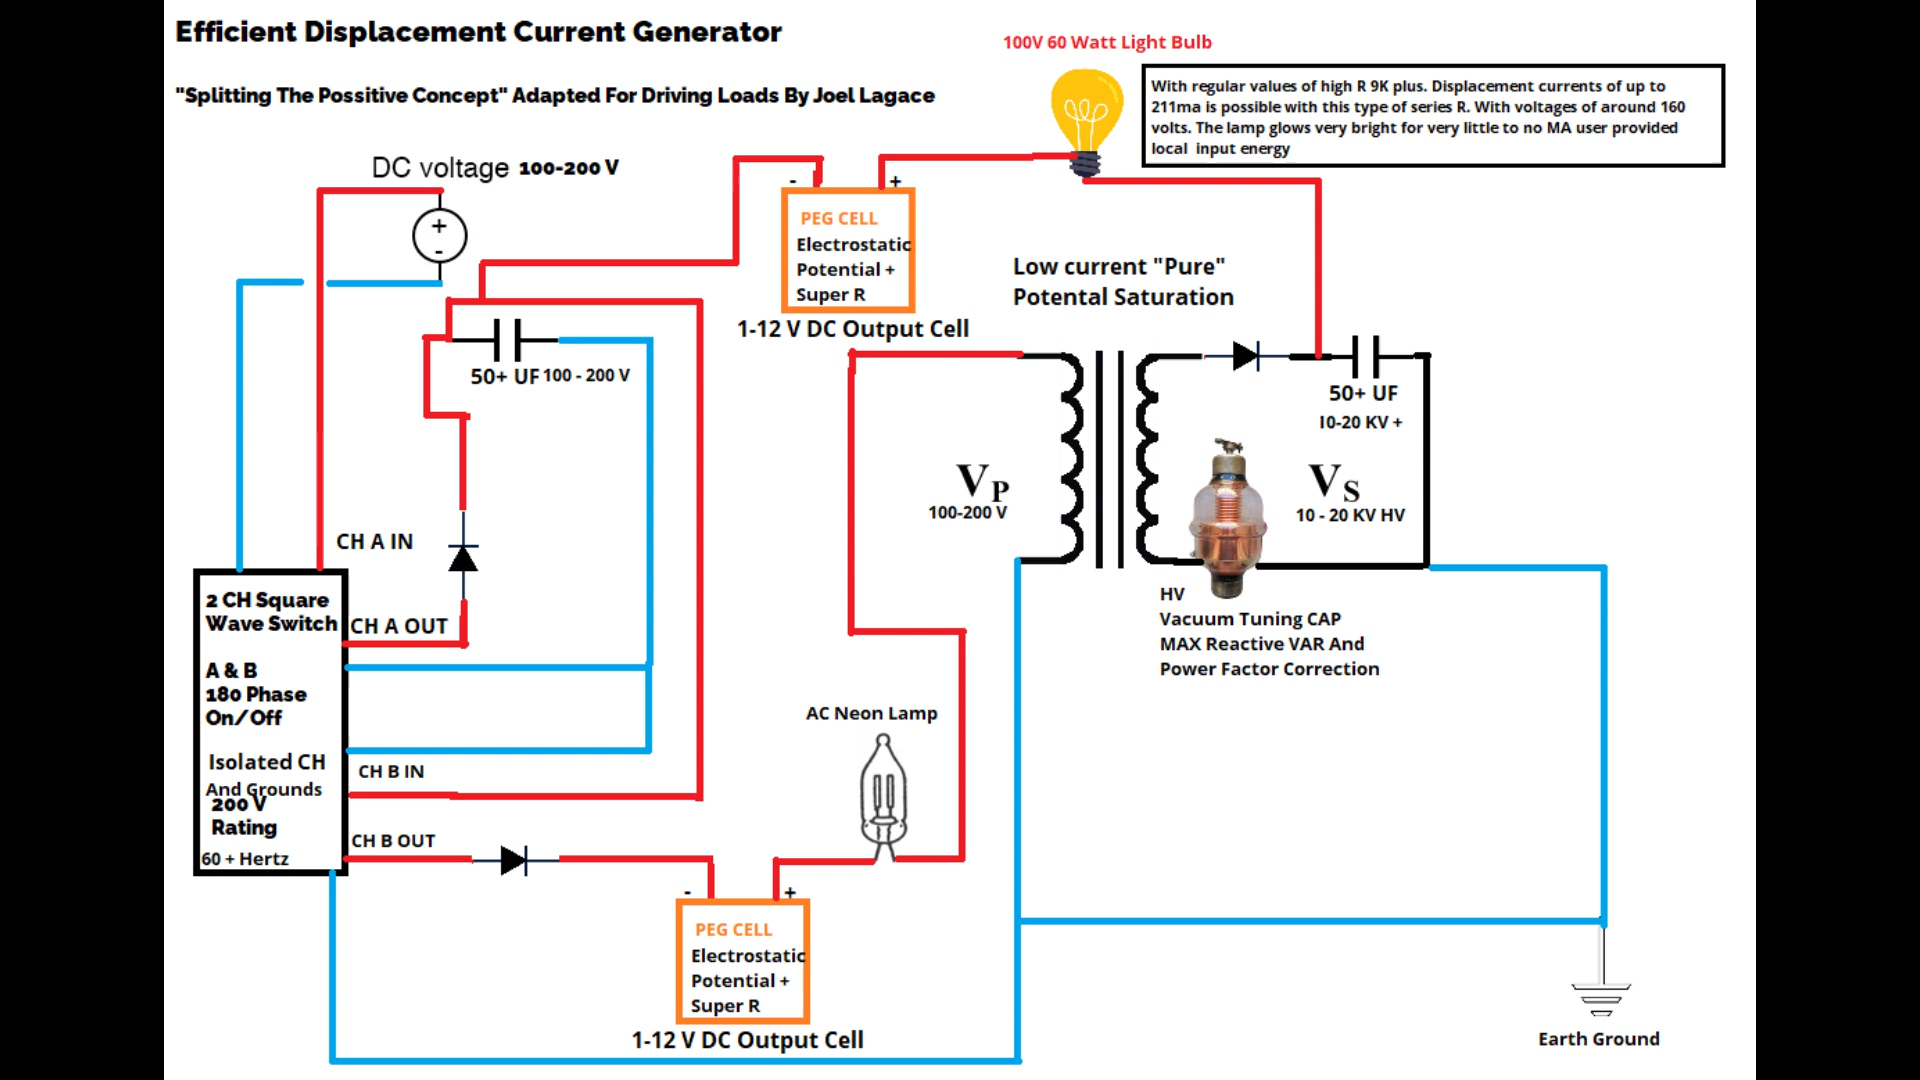 Efficient Displacement Current Generator
"Splitting The Possitive Concept" Adapted For Driving Loads By Joel Lagace
100V 60 Watt Light Bulb
With regular values of high R 9K plus. Displacement currents of up to
211ma is possible with this type of series R. With voltages of around 160
volts. The lamp glows very bright for very little to no MA user provided
local input energy
DC voltage 100-200 V
+
-
- +
PEG CELL
Electrostatic
Potential +
Super R
1-12 V DC Output Cell
Low current "Pure"
Potental Saturation
50+ UF 100 - 200 V
50+ UF
10-20 KV +
VP
100-200 V
VS
10 - 20 KV HV
CH A IN
2 CH Square
Wave Switch
CH A OUT
A & B
180 Phase
On/Off
Isolated CH
And Grounds
200 V
Rating
60 + Hertz
CH B IN
CH B OUT
HV
Vacuum Tuning CAP
MAX Reactive VAR And
Power Factor Correction
AC Neon Lamp
- +
PEG CELL
Electrostatic
Potential +
Super R
1-12 V DC Output Cell
Earth Ground